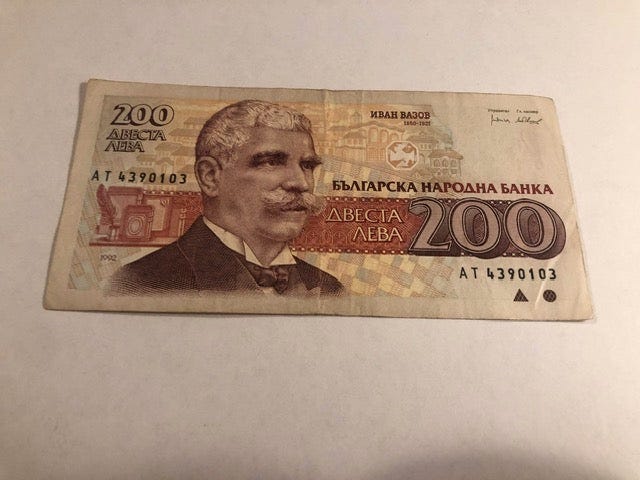 200
ДВЕСТА
ЛЕВА
ИВАН ВАЗОВ
1850-1921
АТ 4390103
БЪЛГАРСКА НАРОДНА БАНКА
ДВЕСТА
ЛЕВА
200
АТ 4390103
1992